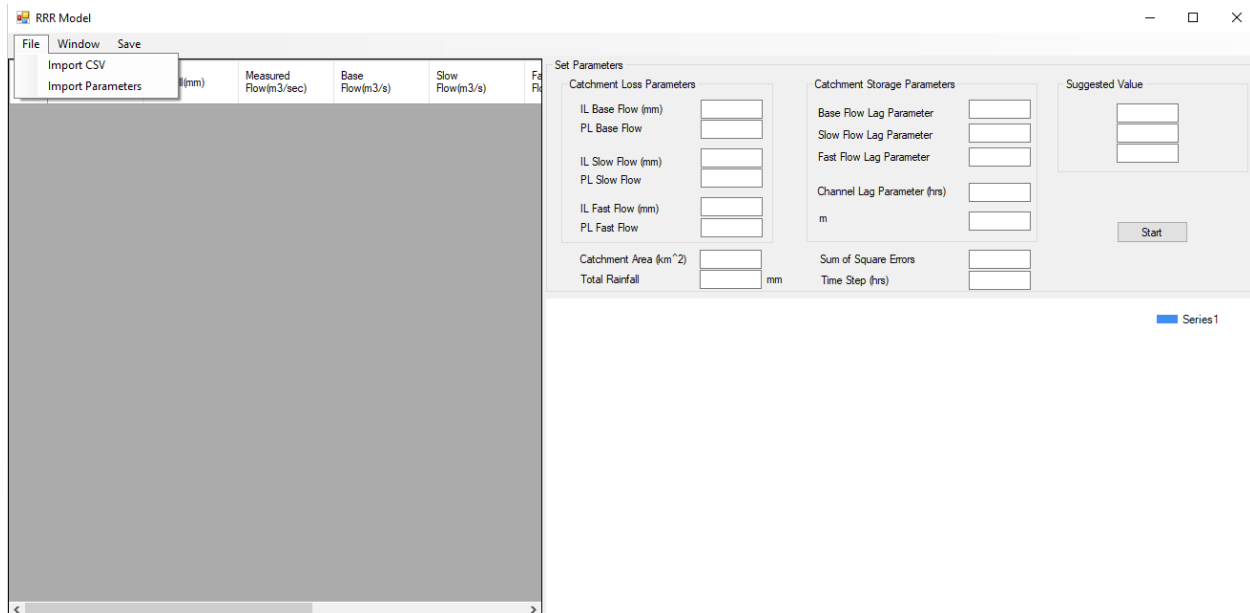 RRR Model
File Window Save
Import CSV
Import Parameters
ll(mm)
Measured
Flow(m3/sec)
Base
Flow(m3/s)
Slow
Flow(m3/s)
Fa
Set Parameters
Catchment Loss Parameters
IL Base Flow (mm)
PL Base Flow
IL Slow Flow (mm)
PL Slow Flow
IL Fast Flow (mm)
PL Fast Flow
Catchment Area (km^2)
Total Rainfall mm
Catchment Storage Parameters
Base Flow Lag Parameter
Slow Flow Lag Parameter
Fast Flow Lag Parameter
Channel Lag Parameter (hrs)
m
Sum of Square Errors
Time Step (hrs)
Suggested Value
Start
Series1